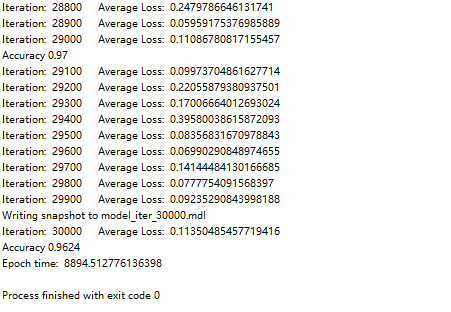 Iteration: 28800 Average Loss: 0.2479786646131741
Iteration: 28900 Average Loss: 0.05959175376985889
Iteration: 29000 Average Loss: 0.11086780817155457
Accuracy 0.97
Iteration: 29100 Average Loss: 0.09973704861627714
Iteration: 29200 Average Loss: 0.22055879380937501
Iteration: 29300 Average Loss: 0.17006664012693024
Iteration: 29400 Average Loss: 0.39580038615872093
Iteration: 29500 Average Loss: 0.08356831670978843
Iteration: 29600 Average Loss: 0.06990290848974655
Iteration: 29700 Average Loss: 0.14144484130166685
Iteration: 29800 Average Loss: 0.0777754091568397
Iteration: 29900 Average Loss: 0.09235290843998188
Writing snapshot to model_iter_30000.mdl
Iteration: 30000 Average Loss: 0.11350485457719416
Accuracy 0.9624
Epoch time: 8894.512776136398
Process finished with exit code 0